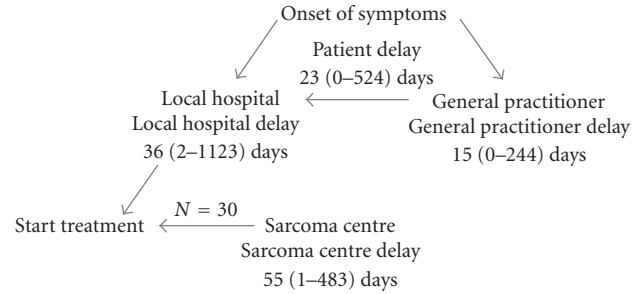 Onset of symptoms
Patient delay
23 (0–524) days
Local hospital
Local hospital delay
36 (2–1123) days
General practitioner
General practitioner delay
15 (0–244) days
Start treatment
N = 30
Sarcoma centre
Sarcoma centre delay
55 (1–483) days